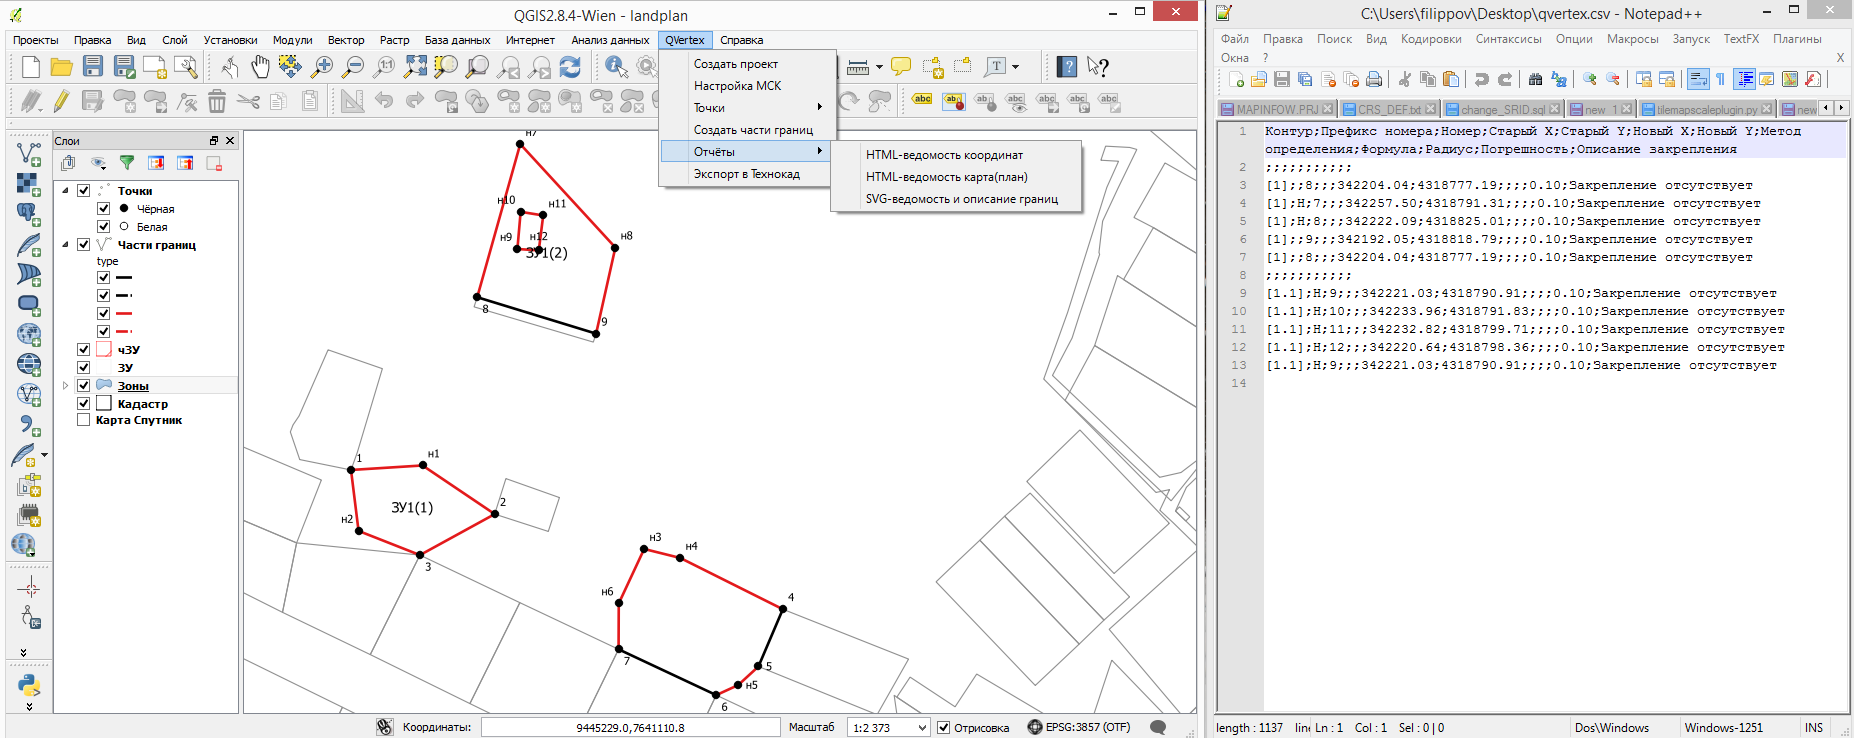 QGIS2.8.4-Wien - landplan
Проекты Правка Вид Слой Установки Модули Вектор Растр База данных Интернет Анализ данных QVertex Справка
Создать проект
Настройка МСК
Точки
Создать части границ
Отчёты
Экспорт в Технокад
HTML-ведомость координат
HTML-ведомость карта(план)
SVG-ведомость и описание границ
1:1
T
abc abc abc abc abc abc abc
Слои
Точки
Чёрная
Белая
Части границ
type
чЗУ
ЗУ
Зоны
Кадастр
Карта Спутник
н7
н10
н11
н9
н12
ЗУ1(2)
н8
8
9
1
н1
н2
ЗУ1(1)
2
3
н3
н4
н6
4
7
5
н5
6
Координаты: 9445229.0,7641110.8 Масштаб 1:2 373 Отрисовка EPSG:3857 (OTF)
C:\Users\filippov\Desktop\qvertex.csv - Notepad++
Файл Правка Поиск Вид Кодировки Синтаксисы Опции Макросы Запуск TextFX Плагины
Окна ? X
MAPINFOW.PRJ CRS_DEF.txt change_SRID.sql new 1 tilemapscaleplugin.py new
1 Контур;Префикс номера;Номер;Старый X;Старый Y;Новый X;Новый Y;Метод
определения;Формула;Радиус;Погрешность;Описание закрепления
2 ;;;;;;;;;;;
3 [1];;8;;;342204.04;4318777.19;;;;0.10;Закрепление отсутствует
4 [1];Н;7;;;342257.50;4318791.31;;;;0.10;Закрепление отсутствует
5 [1];Н;8;;;342222.09;4318825.01;;;;0.10;Закрепление отсутствует
6 [1];;9;;;342192.05;4318818.79;;;;0.10;Закрепление отсутствует
7 [1];;8;;;342204.04;4318777.19;;;;0.10;Закрепление отсутствует
8 ;;;;;;;;;;;
9 [1.1];Н;9;;;342221.03;4318790.91;;;;0.10;Закрепление отсутствует
10 [1.1];Н;10;;;342233.96;4318791.83;;;;0.10;Закрепление отсутствует
11 [1.1];Н;11;;;342232.82;4318799.71;;;;0.10;Закрепление отсутствует
12 [1.1];Н;12;;;342220.64;4318798.36;;;;0.10;Закрепление отсутствует
13 [1.1];Н;9;;;342221.03;4318790.91;;;;0.10;Закрепление отсутствует
14
length : 1137 line Ln : 1 Col : 1 Sel : 0 | 0 Dos\Windows Windows-1251 INS